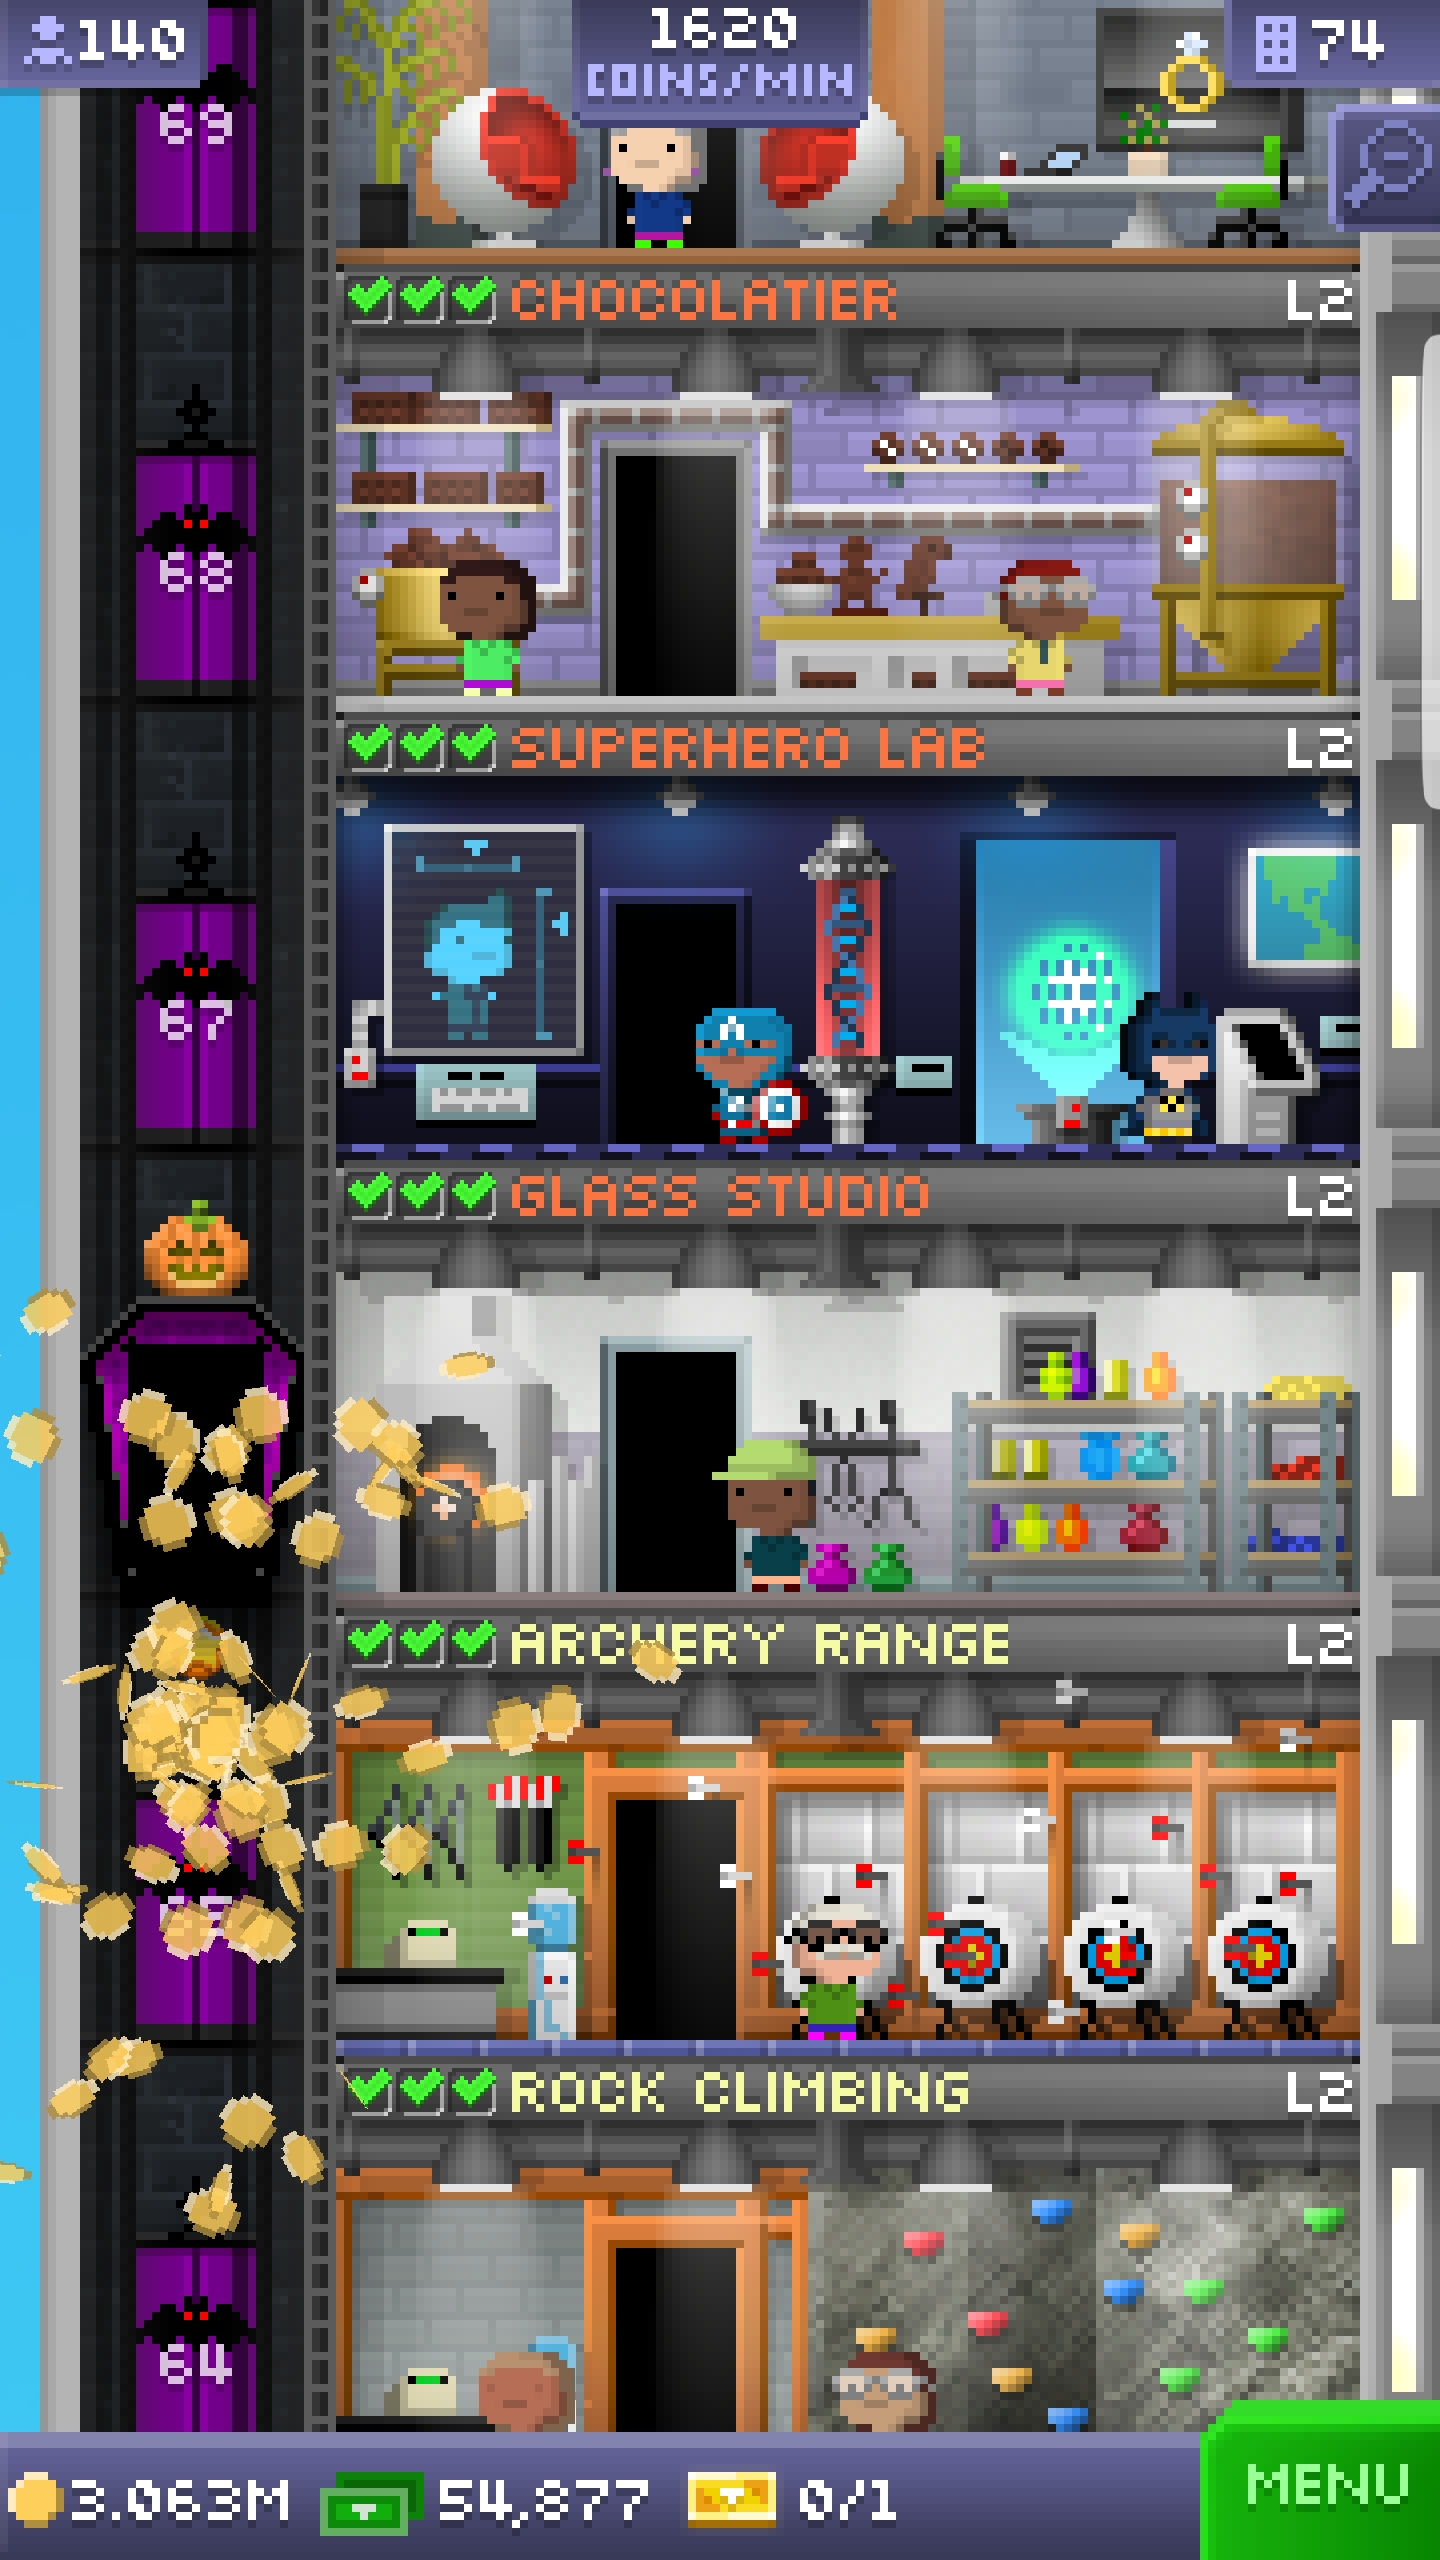 140
1620
COINS/MIN
74
69
CHOCOLATIER L2
68
SUPERHERO LAB L2
67
GLASS STUDIO L2
ARCHERY RANGE L2
ROCK CLIMBING L2
64
3.063M 54,877 0/1
MENU